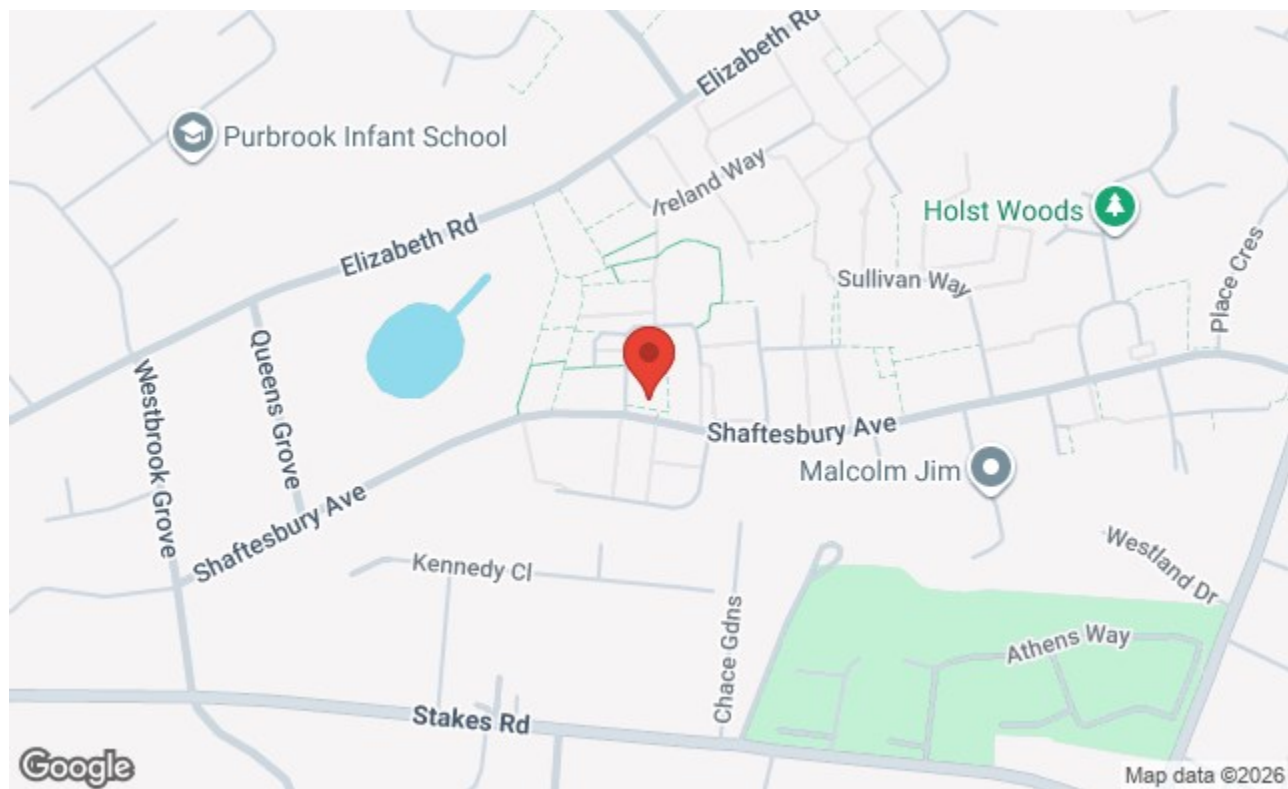 Elizabeth Rd
Purbrook Infant School
Ireland Way
Holst Woods
Elizabeth Rd
Sullivan Way
Place Cres
Queens Grove
Westbrook Grove
Shaftesbury Ave
Malcolm Jim
Shaftesbury Ave
Kennedy Cl
Westland Dr
Chace Gdns
Athens Way
Stakes Rd
Google
Map data ©2026